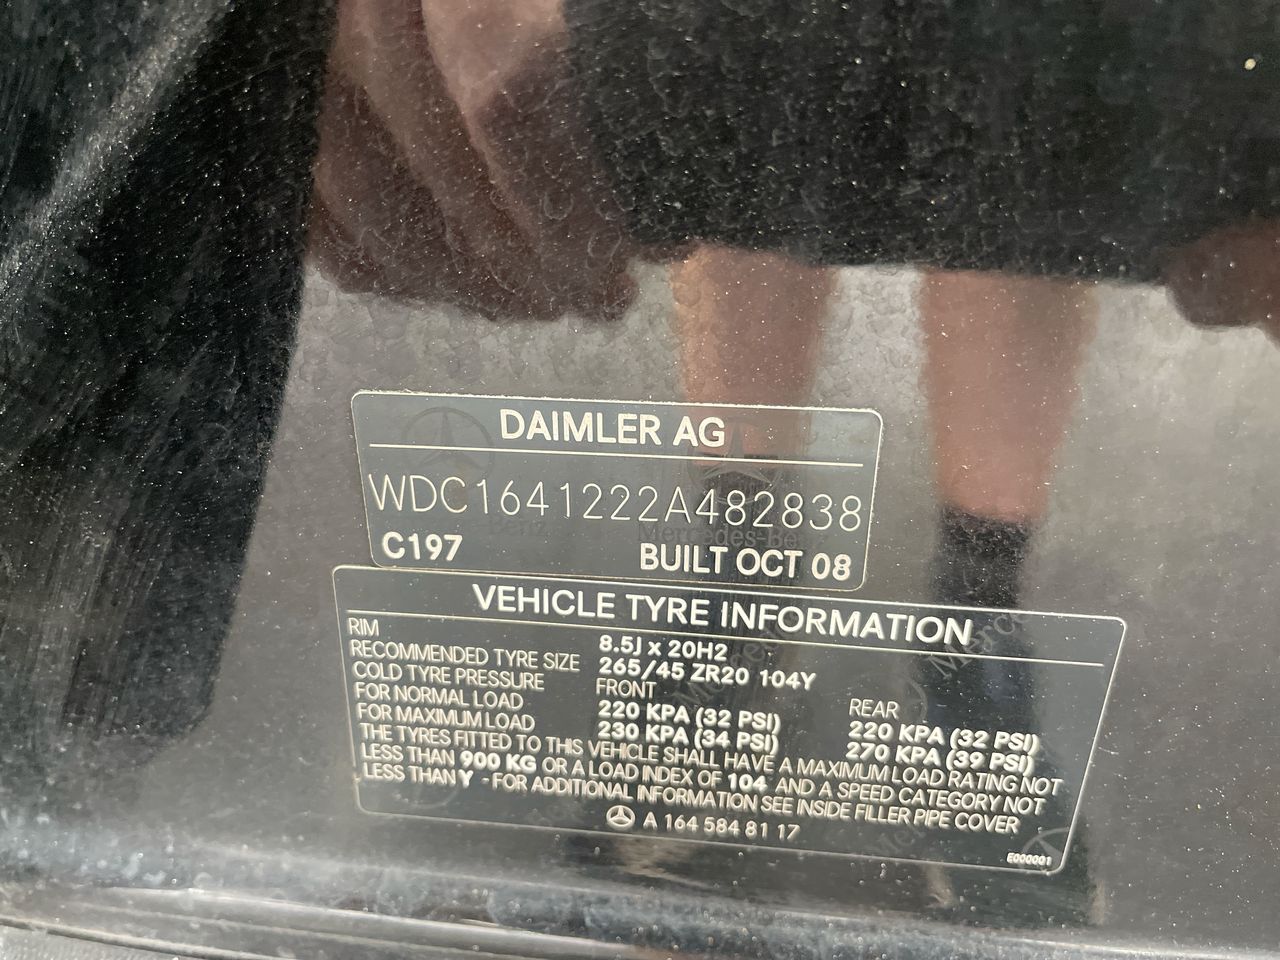 DAIMLER AG
WDC1641222A482838
C197 BUILT OCT 08
VEHICLE TYRE INFORMATION
RIM 8.5J x 20H2
RECOMMENDED TYRE SIZE 265/45 ZR20 104Y
COLD TYRE PRESSURE FRONT REAR
FOR NORMAL LOAD 220 KPA (32 PSI) 220 KPA (32 PSI)
FOR MAXIMUM LOAD 230 KPA (34 PSI) 270 KPA (39 PSI)
THE TYRES FITTED TO THIS VEHICLE SHALL HAVE A MAXIMUM LOAD RATING NOT
LESS THAN 900 KG OR A LOAD INDEX OF 104 AND A SPEED CATEGORY NOT
LESS THAN Y - FOR ADDITIONAL INFORMATION SEE INSIDE FILLER PIPE COVER
A 164 584 81 17
E000001